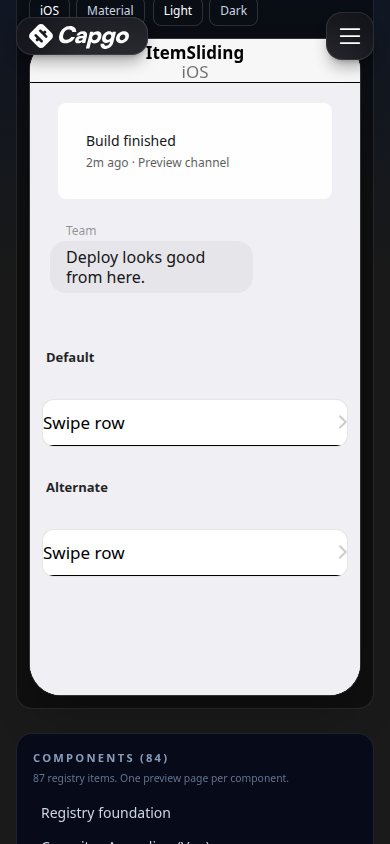 iOS
Material
Light
Dark
Capgo
ItemSliding
iOS
Build finished
2m ago · Preview channel
Team
Deploy looks good
from here.
Default
Swipe row
Alternate
Swipe row
COMPONENTS (84)
87 registry items. One preview page per component.
Registry foundation